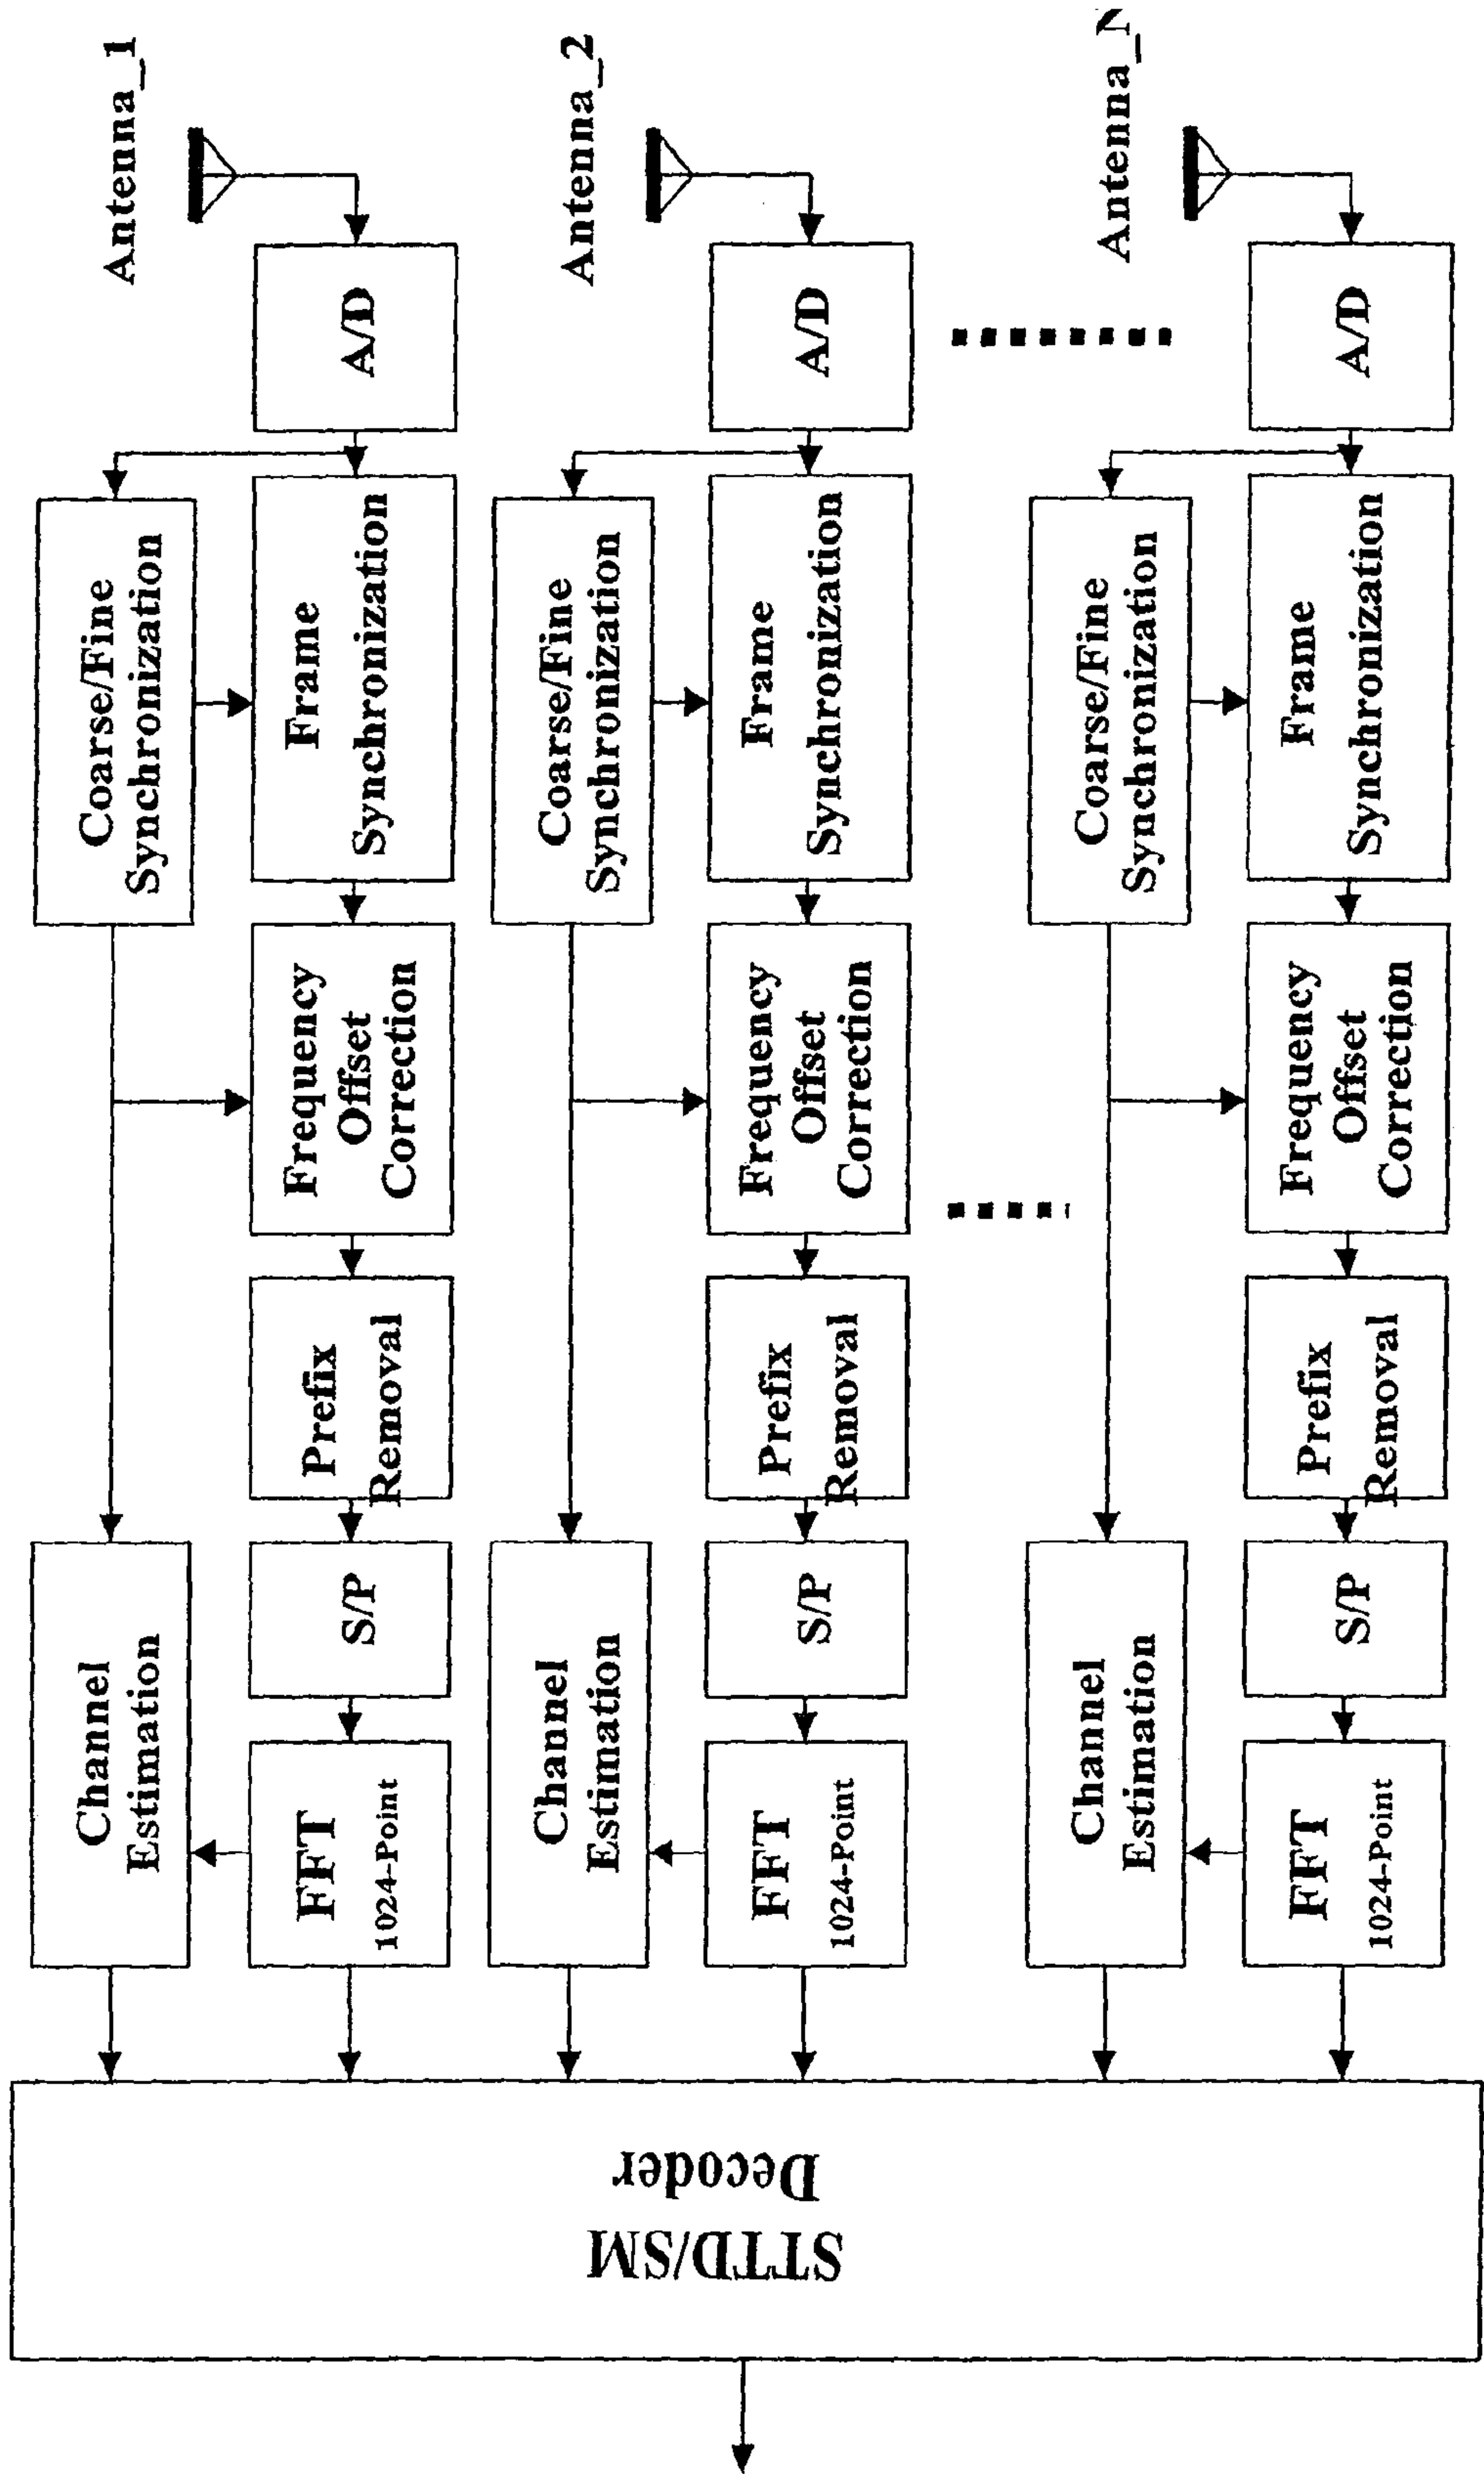 Antenna_1
A/D
Coarse/Fine
Synchronization
Frame
Synchronization
Frequency
Offset
Correction
Prefix
Removal
S/P
FFT
1024-Point
Channel
Estimation
Antenna_2
A/D
Coarse/Fine
Synchronization
Frame
Synchronization
Frequency
Offset
Correction
Prefix
Removal
S/P
FFT
1024-Point
Channel
Estimation
Antenna_N
A/D
Coarse/Fine
Synchronization
Frame
Synchronization
Frequency
Offset
Correction
Prefix
Removal
S/P
FFT
1024-Point
Channel
Estimation
STTD/SM
Decoder